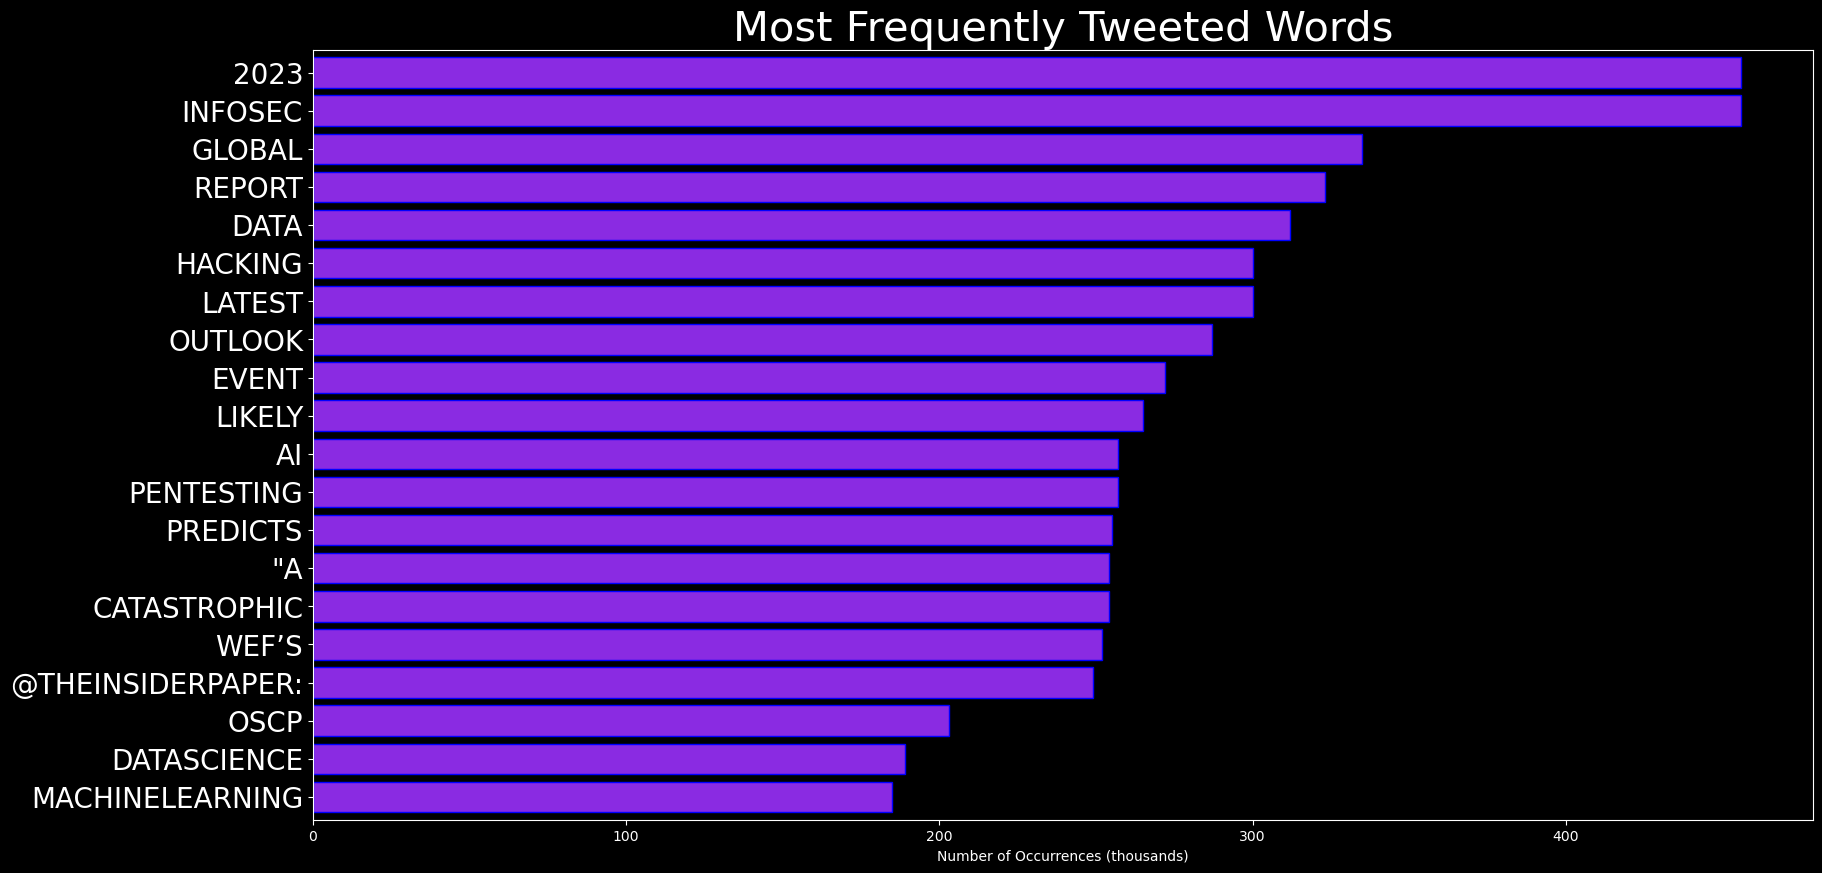 Most Frequently Tweeted Words
2023
INFOSEC
GLOBAL
REPORT
DATA
HACKING
LATEST
OUTLOOK
EVENT
LIKELY
AI
PENTESTING
PREDICTS
"A
CATASTROPHIC
WEF’S
@THEINSIDERPAPER:
OSCP
DATASCIENCE
MACHINELEARNING
0 100 200 300 400
Number of Occurrences (thousands)